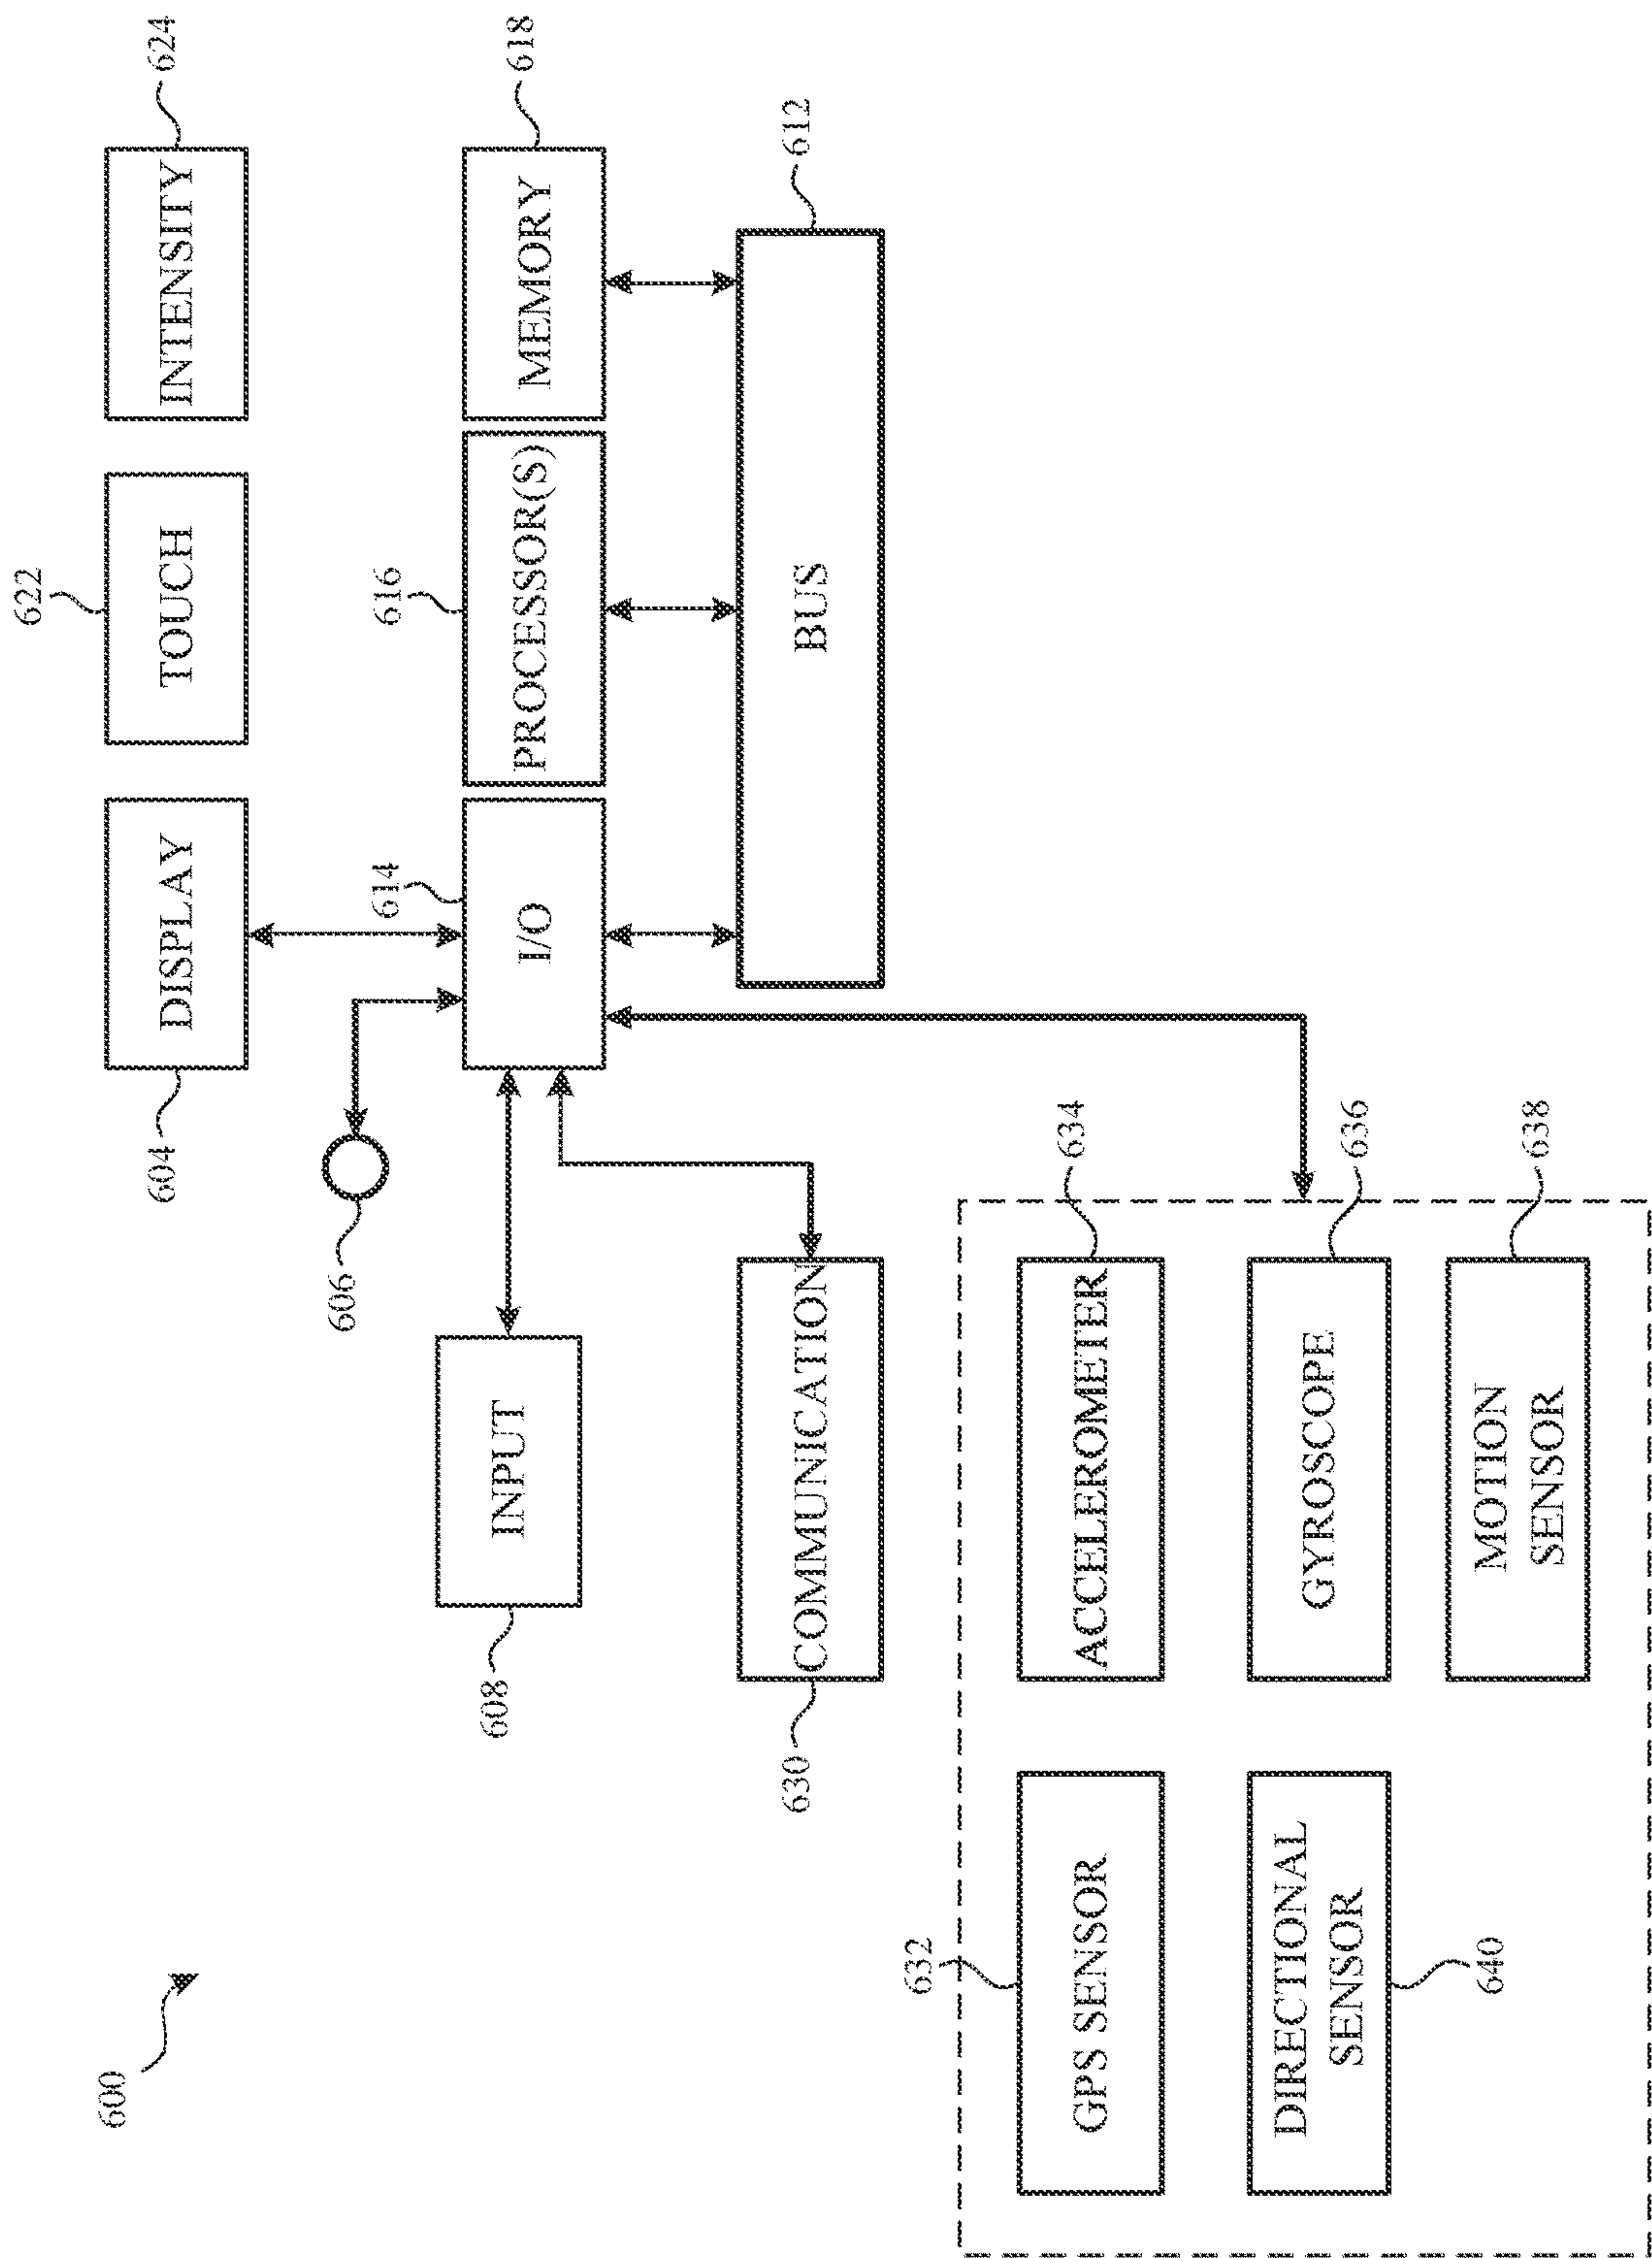 600
622
604
DISPLAY
TOUCH
INTENSITY
624
606
614
616
608
INPUT
I/O
PROCESSOR(S)
MEMORY
618
630
COMMUNICATION
BUS
612
632
GPS SENSOR
ACCELEROMETER
634
DIRECTIONAL
SENSOR
640
GYROSCOPE
636
MOTION
SENSOR
638